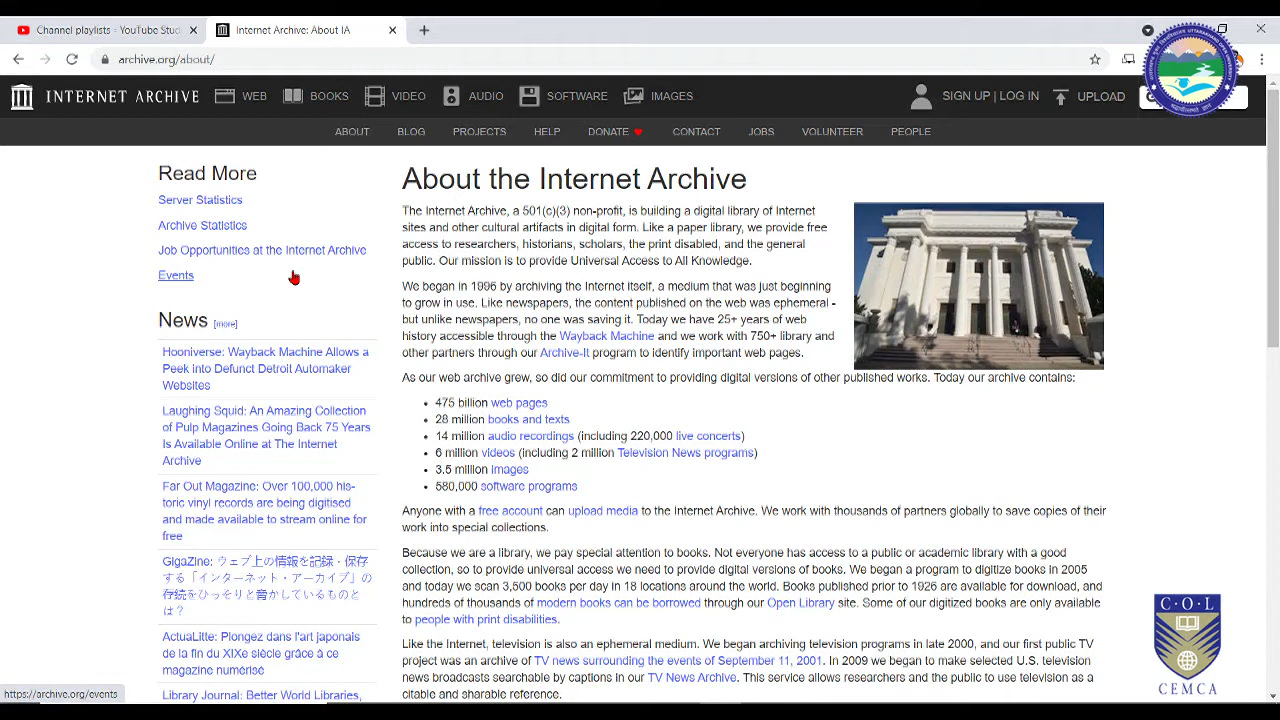 Channel playlists - YouTube Stud
Internet Archive: About IA
archive.org/about/
INTERNET ARCHIVE
WEB
BOOKS
VIDEO
AUDIO
SOFTWARE
IMAGES
SIGN UP | LOG IN
UPLOAD
ABOUT
BLOG
PROJECTS
HELP
DONATE
CONTACT
JOBS
VOLUNTEER
PEOPLE
Read More
Server Statistics
Archive Statistics
Job Opportunities at the Internet Archive
Events
News [more]
Hooniverse: Wayback Machine Allows a
Peek into Defunct Detroit Automaker
Websites
Laughing Squid: An Amazing Collection
of Pulp Magazines Going Back 75 Years
Is Available Online at The Internet
Archive
Far Out Magazine: Over 100,000 his-
toric vinyl records are being digitised
and made available to stream online for
free
GigaZine: ウェブ上の情報を記録・保存
する「インターネット・アーカイブ」の
存続をひっそりと脅かしているものと
は？
ActuaLitte: Plongez dans l'art japonais
de la fin du XIXe siècle grâce à ce
magazine numérisé
Library Journal: Better World Libraries,
About the Internet Archive
The Internet Archive, a 501(c)(3) non-profit, is building a digital library of Internet
sites and other cultural artifacts in digital form. Like a paper library, we provide free
access to researchers, historians, scholars, the print disabled, and the general
public. Our mission is to provide Universal Access to All Knowledge.
We began in 1996 by archiving the Internet itself, a medium that was just beginning
to grow in use. Like newspapers, the content published on the web was ephemeral -
but unlike newspapers, no one was saving it. Today we have 25+ years of web
history accessible through the Wayback Machine and we work with 750+ library and
other partners through our Archive-It program to identify important web pages.
As our web archive grew, so did our commitment to providing digital versions of other published works. Today our archive contains:
475 billion web pages
28 million books and texts
14 million audio recordings (including 220,000 live concerts)
6 million videos (including 2 million Television News programs)
3.5 million images
580,000 software programs
Anyone with a free account can upload media to the Internet Archive. We work with thousands of partners globally to save copies of their
work into special collections.
Because we are a library, we pay special attention to books. Not everyone has access to a public or academic library with a good
collection, so to provide universal access we need to provide digital versions of books. We began a program to digitize books in 2005
and today we scan 3,500 books per day in 18 locations around the world. Books published prior to 1926 are available for download, and
hundreds of thousands of modern books can be borrowed through our Open Library site. Some of our digitized books are only available
to people with print disabilities.
Like the Internet, television is also an ephemeral medium. We began archiving television programs in late 2000, and our first public TV
project was an archive of TV news surrounding the events of September 11, 2001. In 2009 we began to make selected U.S. television
news broadcasts searchable by captions in our TV News Archive. This service allows researchers and the public to use television as a
citable and sharable reference.
https://archive.org/events
C·O·L
CEMCA